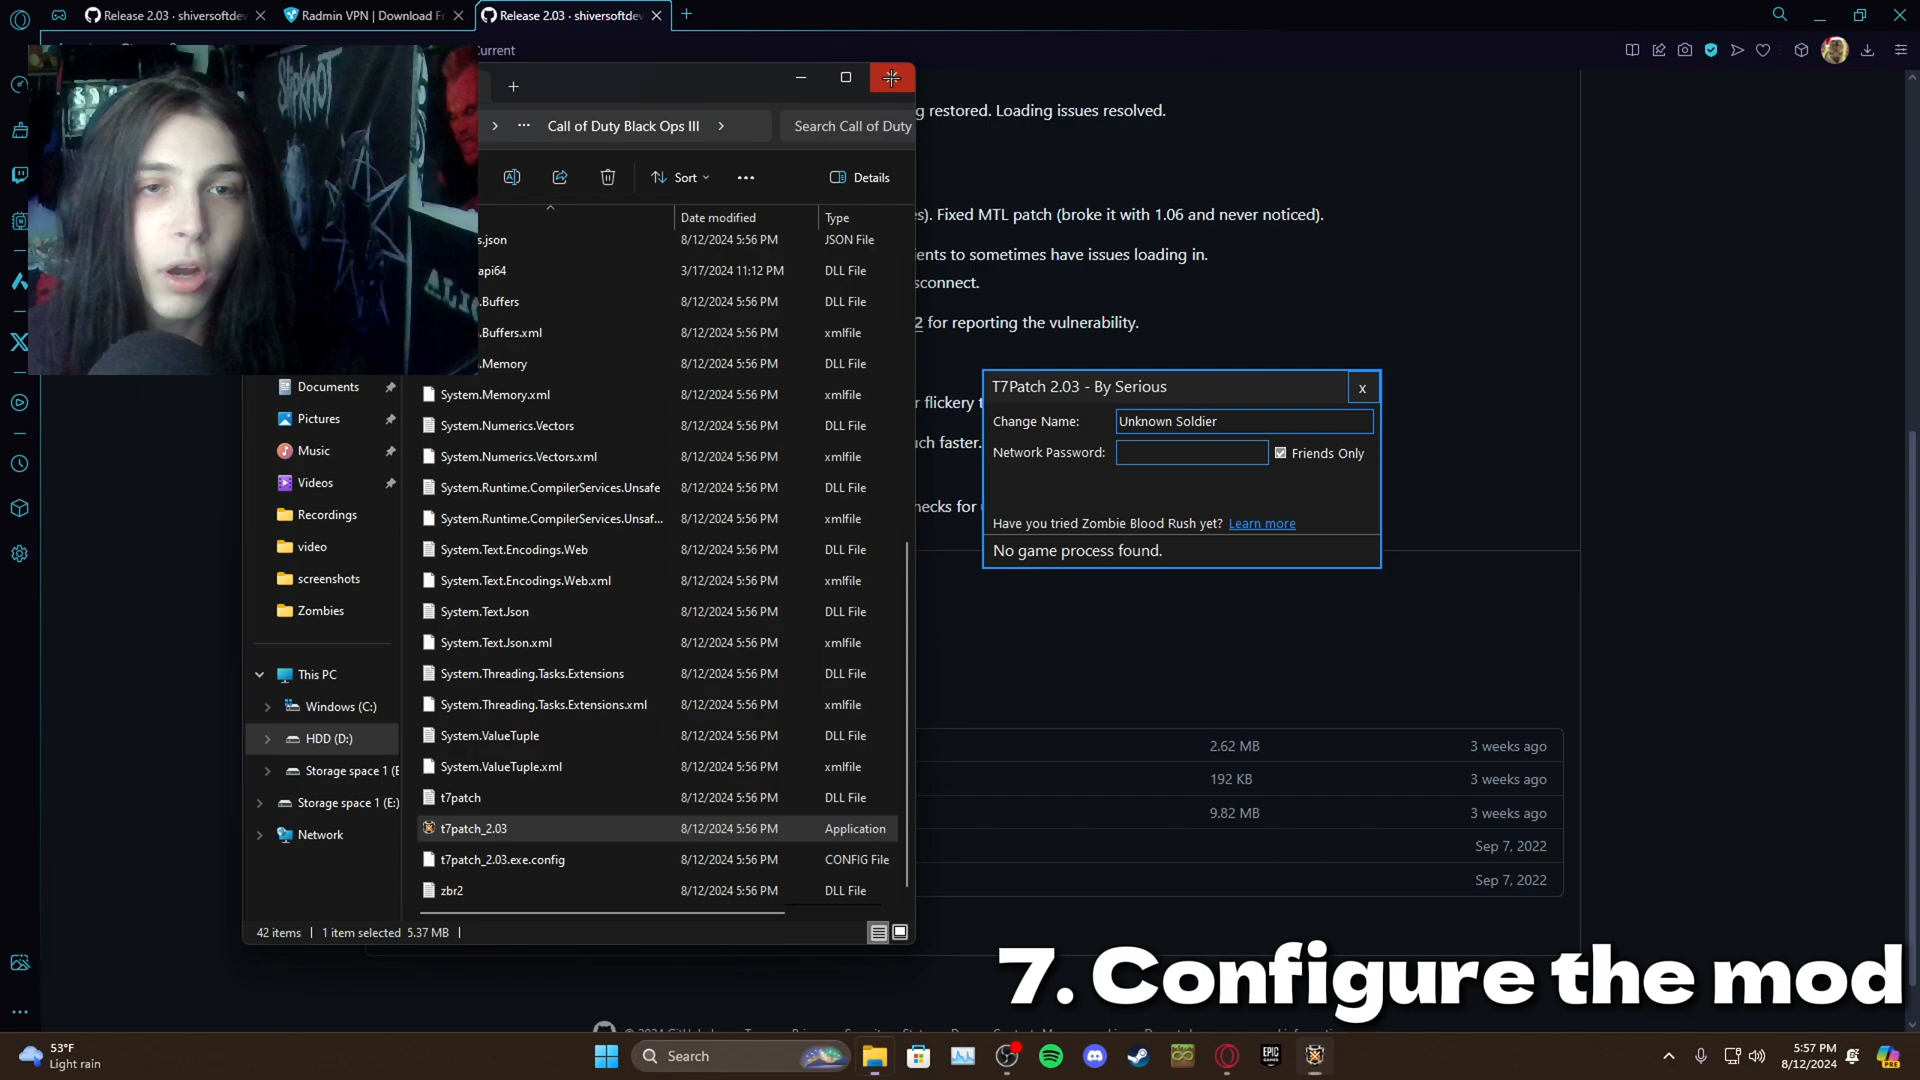 Release 2.03 · shiversoftdev
Radmin VPN | Download Fr
Release 2.03 · shiversoftdev
Current
SLIPKNOT
Call of Duty Black Ops III
Search Call of Duty
Sort
Details
Date modified
Type
s.json 8/12/2024 5:56 PM JSON File
api64 3/17/2024 11:12 PM DLL File
.Buffers 8/12/2024 5:56 PM DLL File
.Buffers.xml 8/12/2024 5:56 PM xmlfile
.Memory 8/12/2024 5:56 PM DLL File
System.Memory.xml 8/12/2024 5:56 PM xmlfile
System.Numerics.Vectors 8/12/2024 5:56 PM DLL File
System.Numerics.Vectors.xml 8/12/2024 5:56 PM xmlfile
System.Runtime.CompilerServices.Unsafe 8/12/2024 5:56 PM DLL File
System.Runtime.CompilerServices.Unsaf... 8/12/2024 5:56 PM xmlfile
System.Text.Encodings.Web 8/12/2024 5:56 PM DLL File
System.Text.Encodings.Web.xml 8/12/2024 5:56 PM xmlfile
System.Text.Json 8/12/2024 5:56 PM DLL File
System.Text.Json.xml 8/12/2024 5:56 PM xmlfile
System.Threading.Tasks.Extensions 8/12/2024 5:56 PM DLL File
System.Threading.Tasks.Extensions.xml 8/12/2024 5:56 PM xmlfile
System.ValueTuple 8/12/2024 5:56 PM DLL File
System.ValueTuple.xml 8/12/2024 5:56 PM xmlfile
t7patch 8/12/2024 5:56 PM DLL File
t7patch_2.03 8/12/2024 5:56 PM Application
t7patch_2.03.exe.config 8/12/2024 5:56 PM CONFIG File
zbr2 8/12/2024 5:56 PM DLL File
Documents
Pictures
Music
Videos
Recordings
video
screenshots
Zombies
This PC
Windows (C:)
HDD (D:)
Storage space 1 (E
Storage space 1 (E:)
Network
42 items
1 item selected 5.37 MB
g restored. Loading issues resolved.
s). Fixed MTL patch (broke it with 1.06 and never noticed).
ents to sometimes have issues loading in.
sconnect.
2 for reporting the vulnerability.
r flickery t
uch faster.
hecks for
T7Patch 2.03 - By Serious
x
Change Name: Unknown Soldier
Network Password:
Friends Only
Have you tried Zombie Blood Rush yet? Learn more
No game process found.
2.62 MB 3 weeks ago
192 KB 3 weeks ago
9.82 MB 3 weeks ago
Sep 7, 2022
Sep 7, 2022
7. Configure the mod
53°F
Light rain
Search
EPIC GAMES
5:57 PM
8/12/2024
PRE